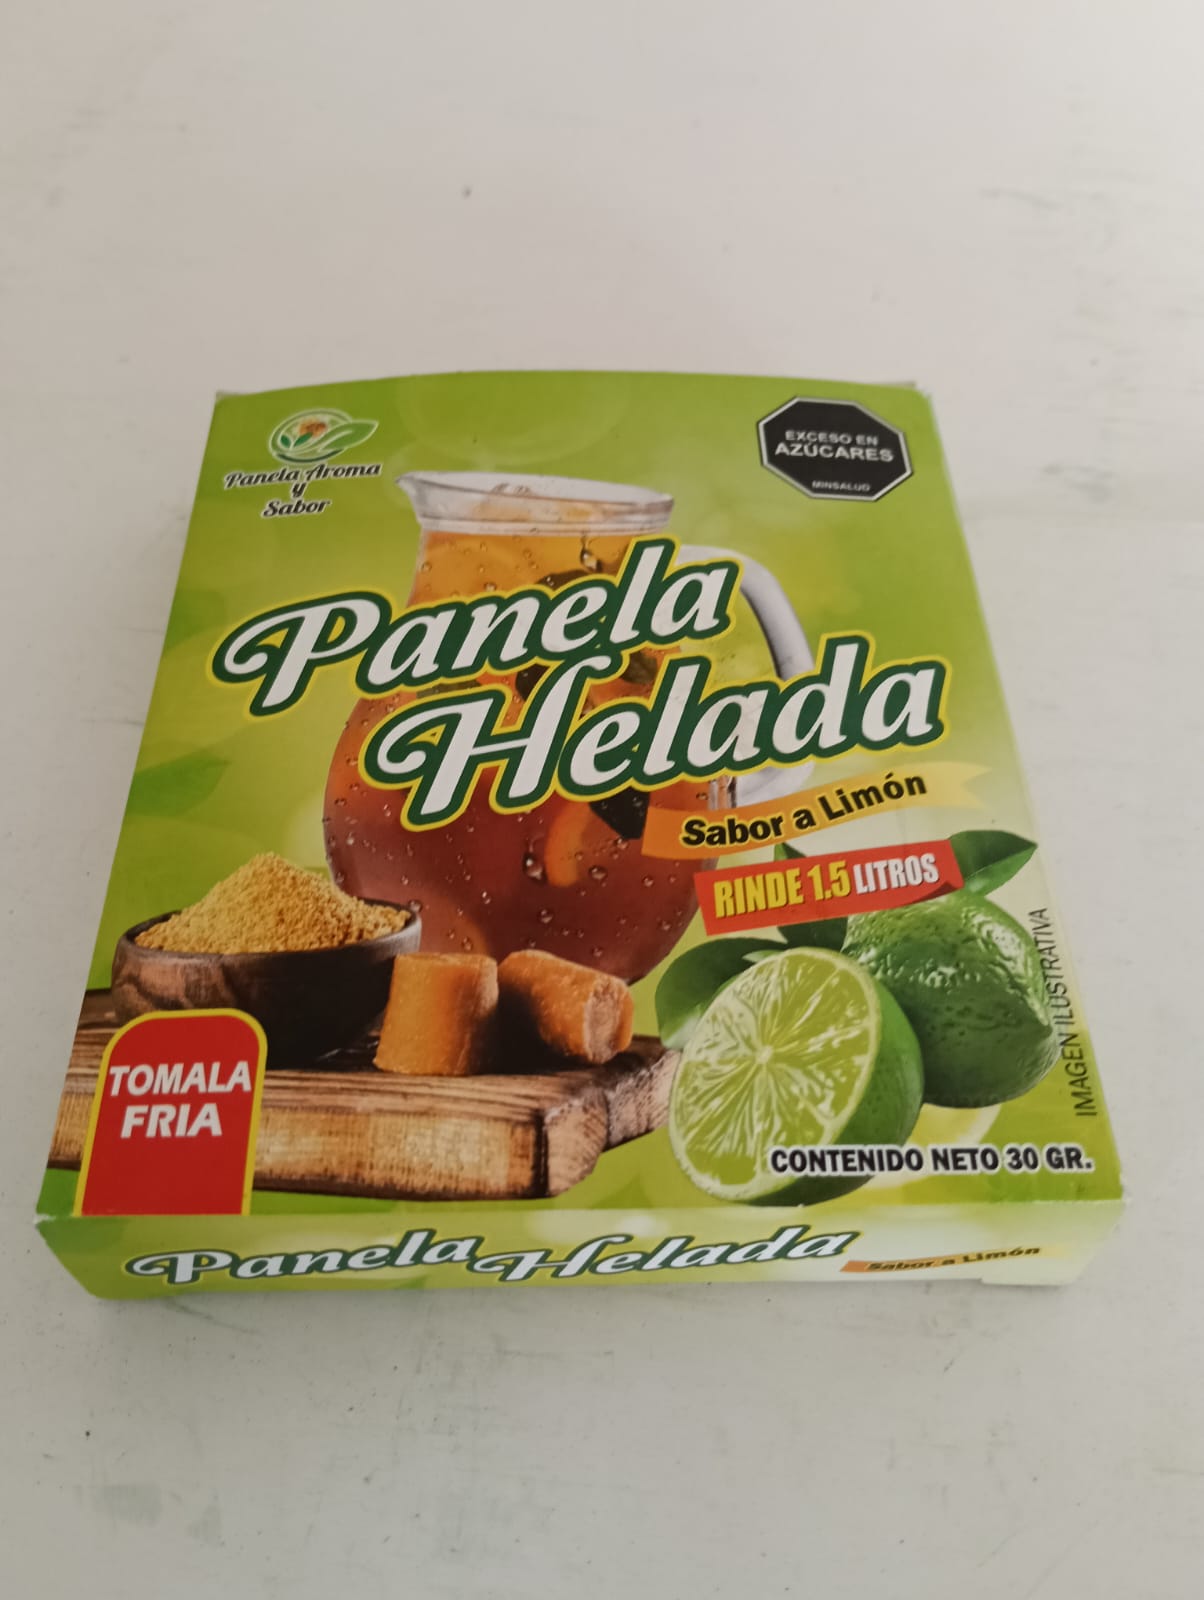 Panela Aroma
y
Sabor
EXCESO EN
AZÚCARES
MINSALUD
Panela
Helada
Sabor a Limón
RINDE 1.5 LITROS
TOMALA
FRIA
IMAGEN ILUSTRATIVA
CONTENIDO NETO 30 GR.
Panela Helada Sabor a Limón